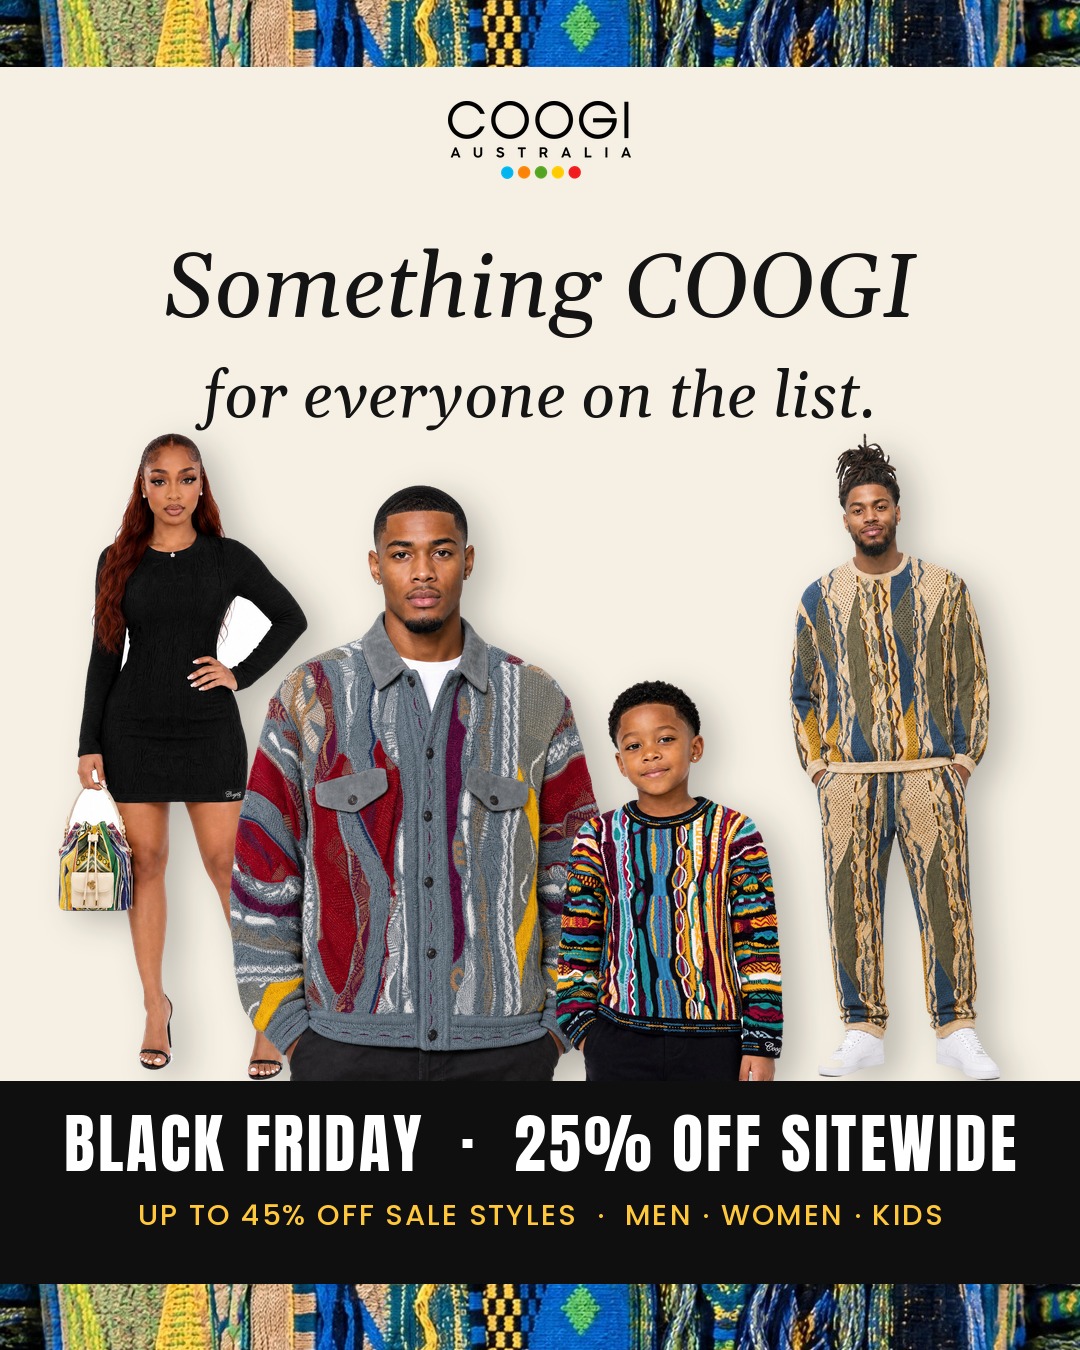 COOGI
AUSTRALIA
Something COOGI
for everyone on the list.
BLACK FRIDAY · 25% OFF SITEWIDE
UP TO 45% OFF SALE STYLES · MEN · WOMEN · KIDS